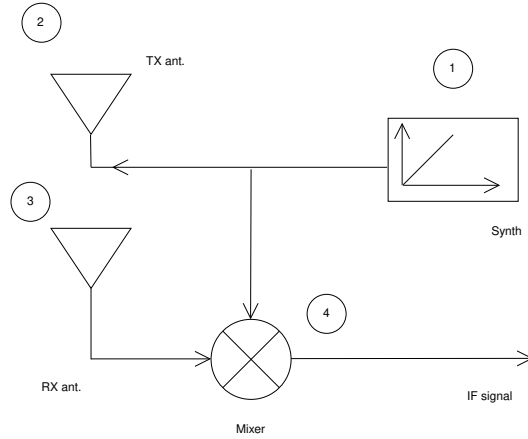 2
TX ant.
1
3
Synth
4
RX ant.
IF signal
Mixer